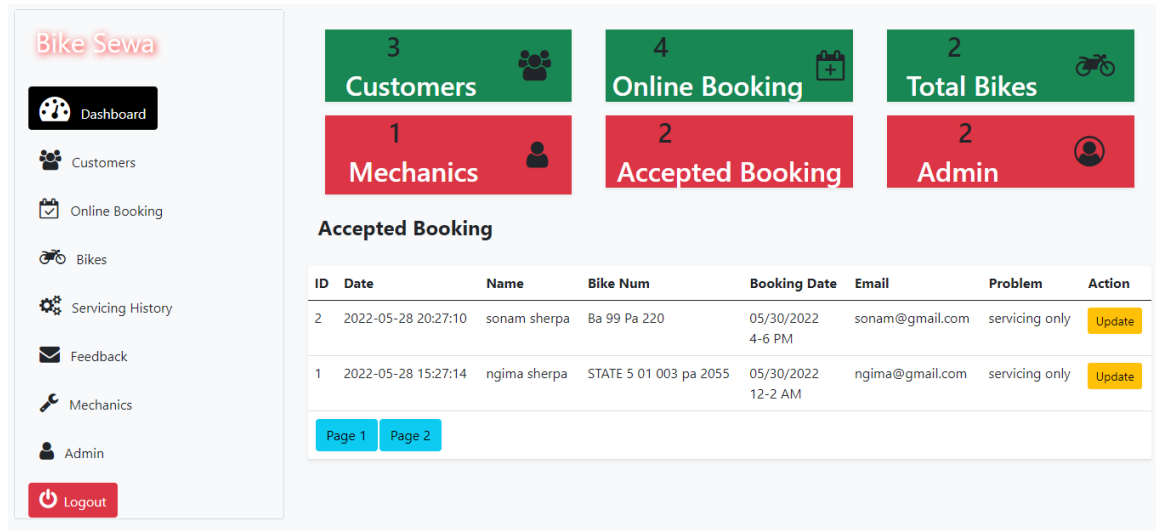 Bike Sewa
Dashboard
Customers
Online Booking
Bikes
Servicing History
Feedback
Mechanics
Admin
Logout
3
Customers
4
Online Booking
2
Total Bikes
1
Mechanics
2
Accepted Booking
2
Admin
Accepted Booking
ID Date Name Bike Num Booking Date Email Problem Action
2 2022-05-28 20:27:10 sonam sherpa Ba 99 Pa 220 05/30/2022 sonam@gmail.com servicing only Update
4-6 PM
1 2022-05-28 15:27:14 ngima sherpa STATE 5 01 003 pa 2055 05/30/2022 ngima@gmail.com servicing only Update
12-2 AM
Page 1 Page 2